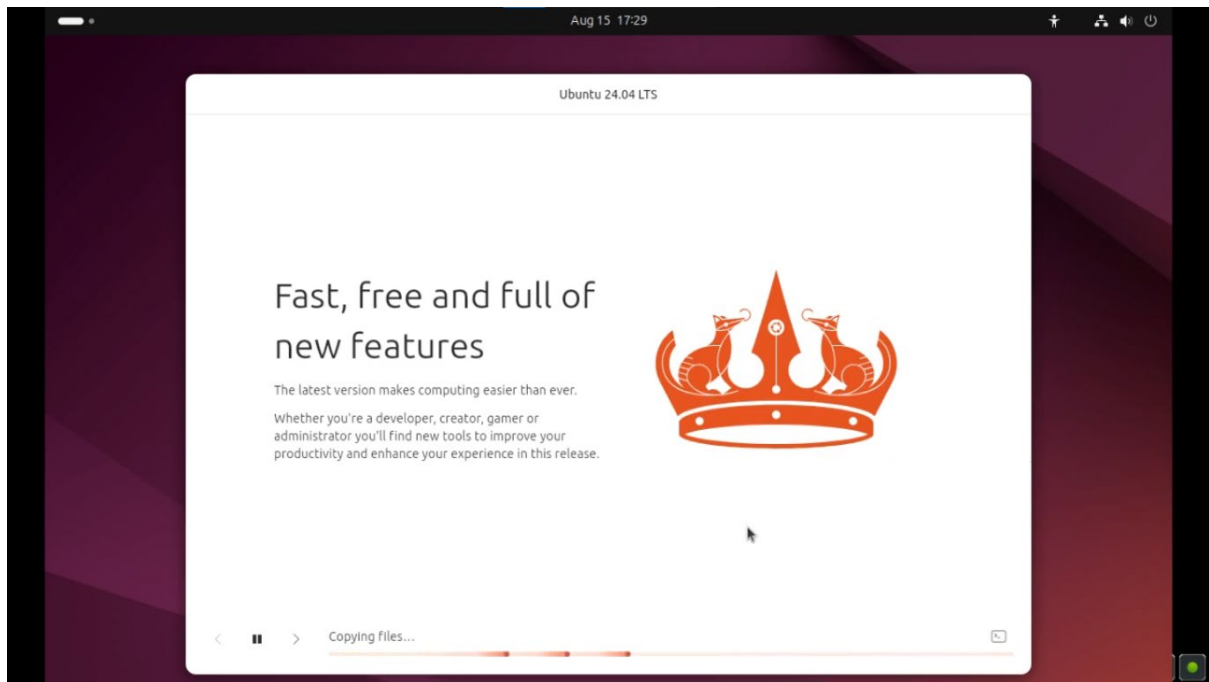 Aug 15 17:29
Ubuntu 24.04 LTS
Fast, free and full of
new features
The latest version makes computing easier than ever.
Whether you're a developer, creator, gamer or
administrator you'll find new tools to improve your
productivity and enhance your experience in this release.
Copying files...